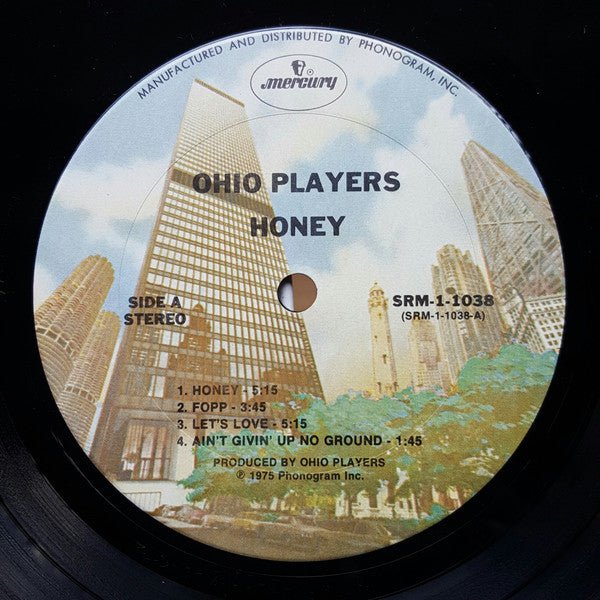 MANUFACTURED AND DISTRIBUTED BY PHONOGRAM, INC.
mercury
OHIO PLAYERS
HONEY
SIDE A
STEREO
SRM-1-1038
(SRM-1-1038-A)
1. HONEY - 5:15
2. FOPP - 3:45
3. LET'S LOVE - 5:15
4. AIN'T GIVIN' UP NO GROUND - 1:45
PRODUCED BY OHIO PLAYERS
℗ 1975 Phonogram Inc.